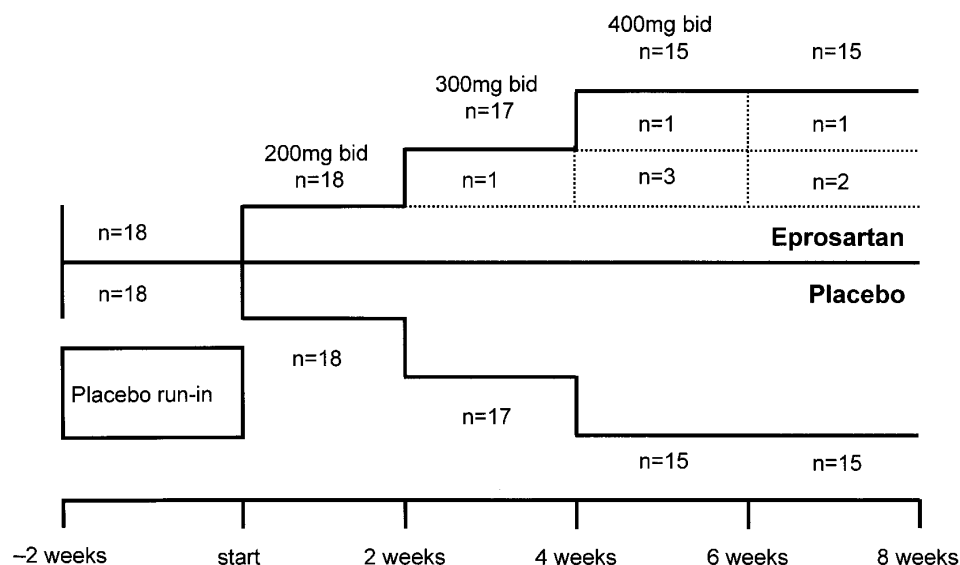 400mg bid
n=15
n=15
300mg bid
n=17
n=1
n=1
200mg bid
n=18
n=1
n=3
n=2
n=18
Eprosartan
n=18
Placebo
n=18
Placebo run-in
n=17
n=15
n=15
–2 weeks
start
2 weeks
4 weeks
6 weeks
8 weeks